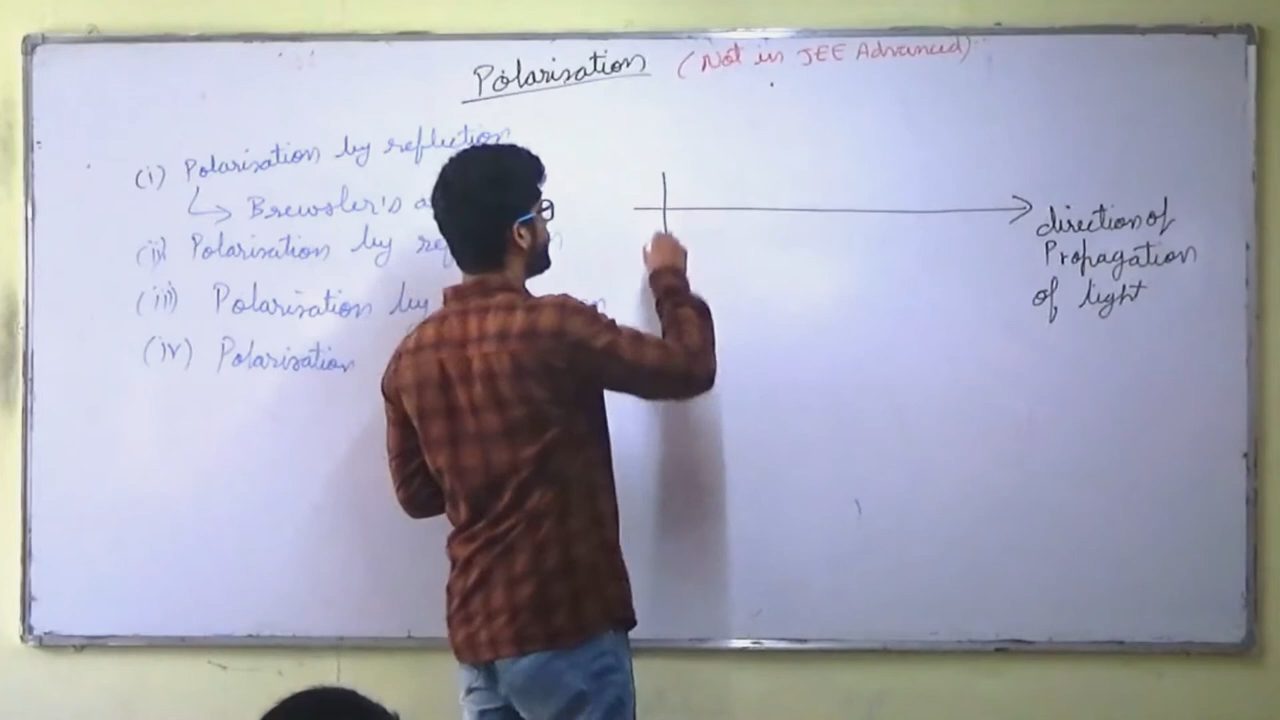 Polarisation (Not in JEE Advanced)
(i) Polarisation by reflection
Brewsler's
(ii) Polarisation by
(iii) Polarisation by
(iv) Polarisation
direction of
Propagation
of light